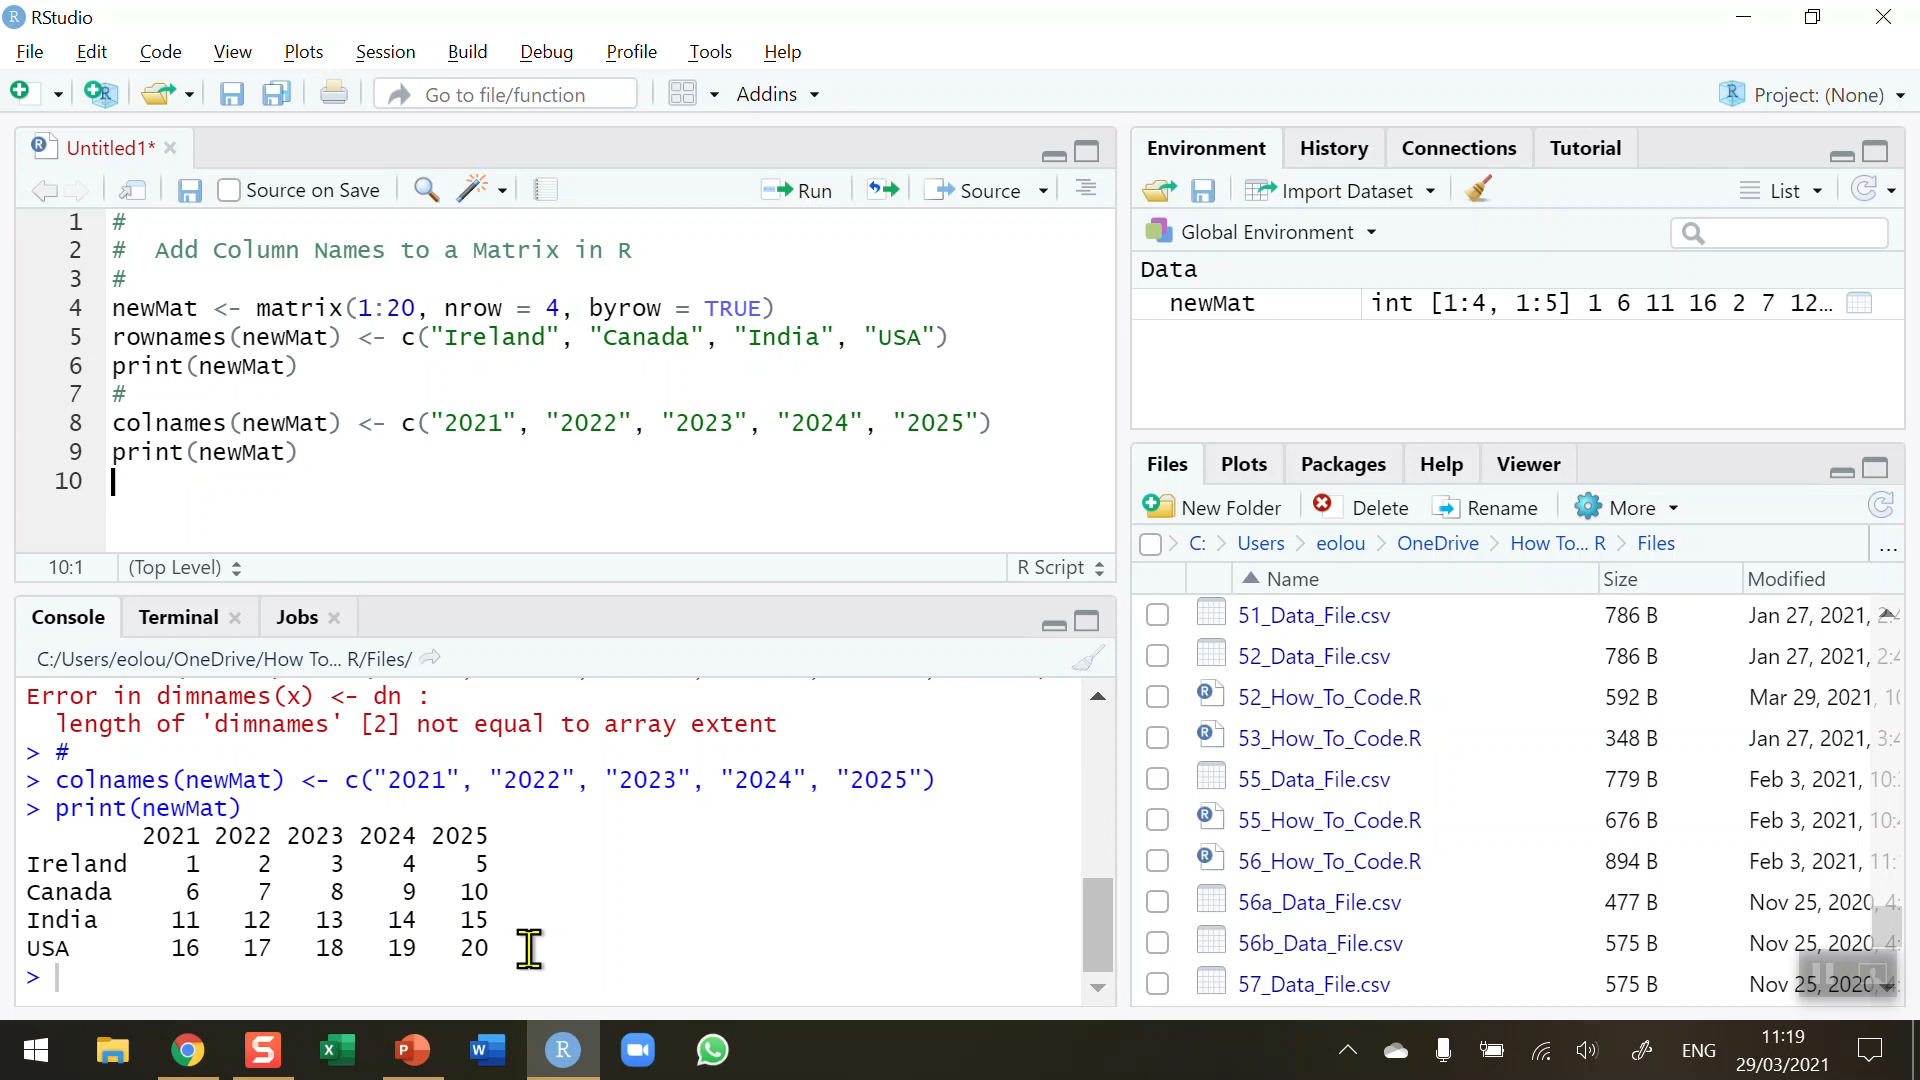 RStudio
File Edit Code View Plots Session Build Debug Profile Tools Help
Go to file/function Addins Project: (None)
Untitled1*
Source on Save Run Source
1 #
2 # Add Column Names to a Matrix in R
3 #
4 newMat <- matrix(1:20, nrow = 4, byrow = TRUE)
5 rownames(newMat) <- c("Ireland", "Canada", "India", "USA")
6 print(newMat)
7 #
8 colnames(newMat) <- c("2021", "2022", "2023", "2024", "2025")
9 print(newMat)
10
10:1 (Top Level) R Script
Console Terminal Jobs
C:/Users/eolou/OneDrive/How To... R/Files/
Error in dimnames(x) <- dn :
length of 'dimnames' [2] not equal to array extent
> #
> colnames(newMat) <- c("2021", "2022", "2023", "2024", "2025")
> print(newMat)
2021 2022 2023 2024 2025
Ireland 1 2 3 4 5
Canada 6 7 8 9 10
India 11 12 13 14 15
USA 16 17 18 19 20
>
Environment History Connections Tutorial
Import Dataset List
Global Environment
Data
newMat int [1:4, 1:5] 1 6 11 16 2 7 12...
Files Plots Packages Help Viewer
New Folder Delete Rename More
C: Users eolou OneDrive How To... R Files ...
Name Size Modified
51_Data_File.csv 786 B Jan 27, 2021,
52_Data_File.csv 786 B Jan 27, 2021, 2:4
52_How_To_Code.R 592 B Mar 29, 2021, 10
53_How_To_Code.R 348 B Jan 27, 2021, 3:4
55_Data_File.csv 779 B Feb 3, 2021, 10:
55_How_To_Code.R 676 B Feb 3, 2021, 10:
56_How_To_Code.R 894 B Feb 3, 2021, 11:
56a_Data_File.csv 477 B Nov 25, 2020, 4:
56b_Data_File.csv 575 B Nov 25, 2020, 4:
57_Data_File.csv 575 B Nov 25, 2020,
ENG 11:19
29/03/2021